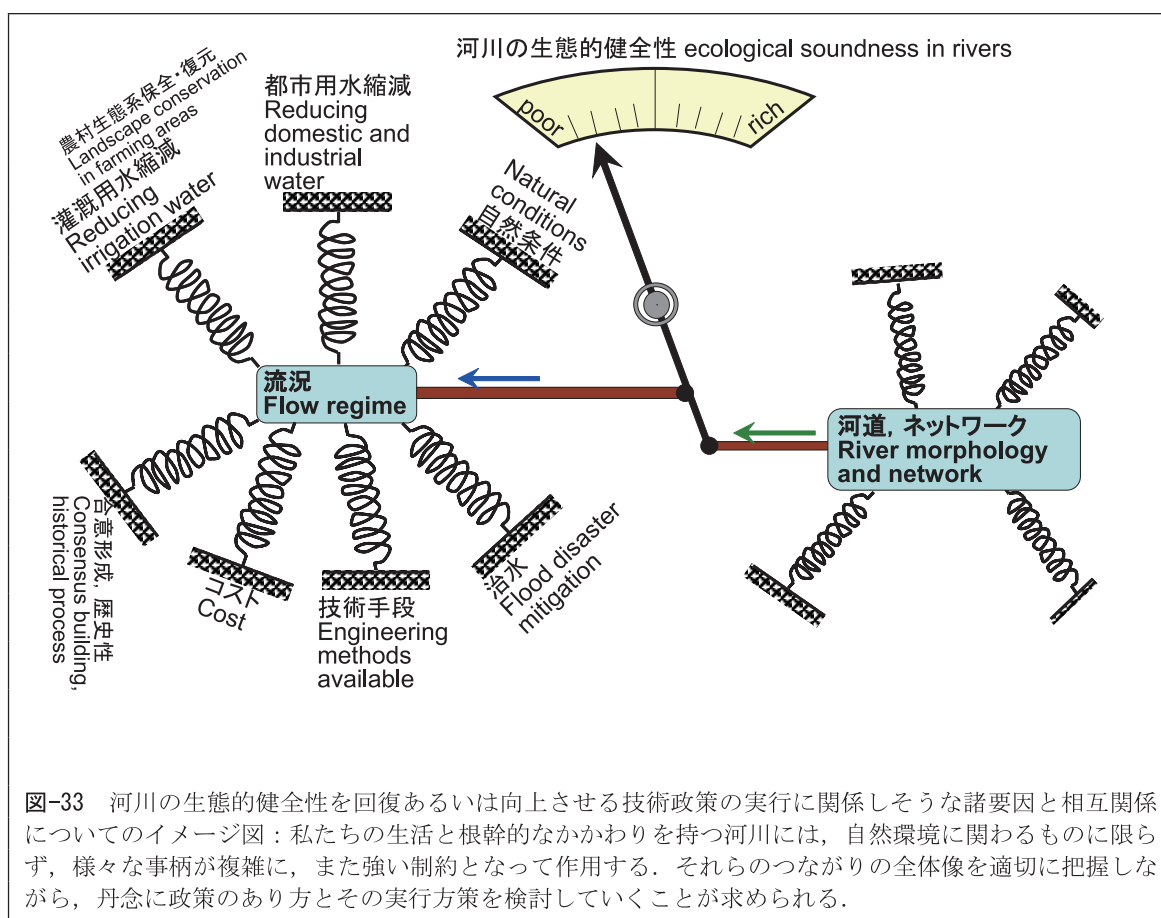 河川の生態的健全性 ecological soundness in rivers
poor
rich
農村生態系保全・復元
Landscape conservation
in farming areas
灌漑用水縮減
Reducing
irrigation water
都市用水縮減
Reducing
domestic and
industrial
water
Natural
conditions
自然条件
流況
Flow regime
河道, ネットワーク
River morphology
and network
合意形成, 歴史性
Consensus building,
historical process
コスト
Cost
技術手段
Engineering
methods
available
治水
Flood disaster
mitigation
図-33 河川の生態的健全性を回復あるいは向上させる技術政策の実行に関係しそうな諸要因と相互関係
についてのイメージ図：私たちの生活と根幹的なかかわりを持つ河川には，自然環境に関わるものに限ら
ず，様々な事柄が複雑に，また強い制約となって作用する．それらのつながりの全体像を適切に把握しな
がら，丹念に政策のあり方とその実行方策を検討していくことが求められる．